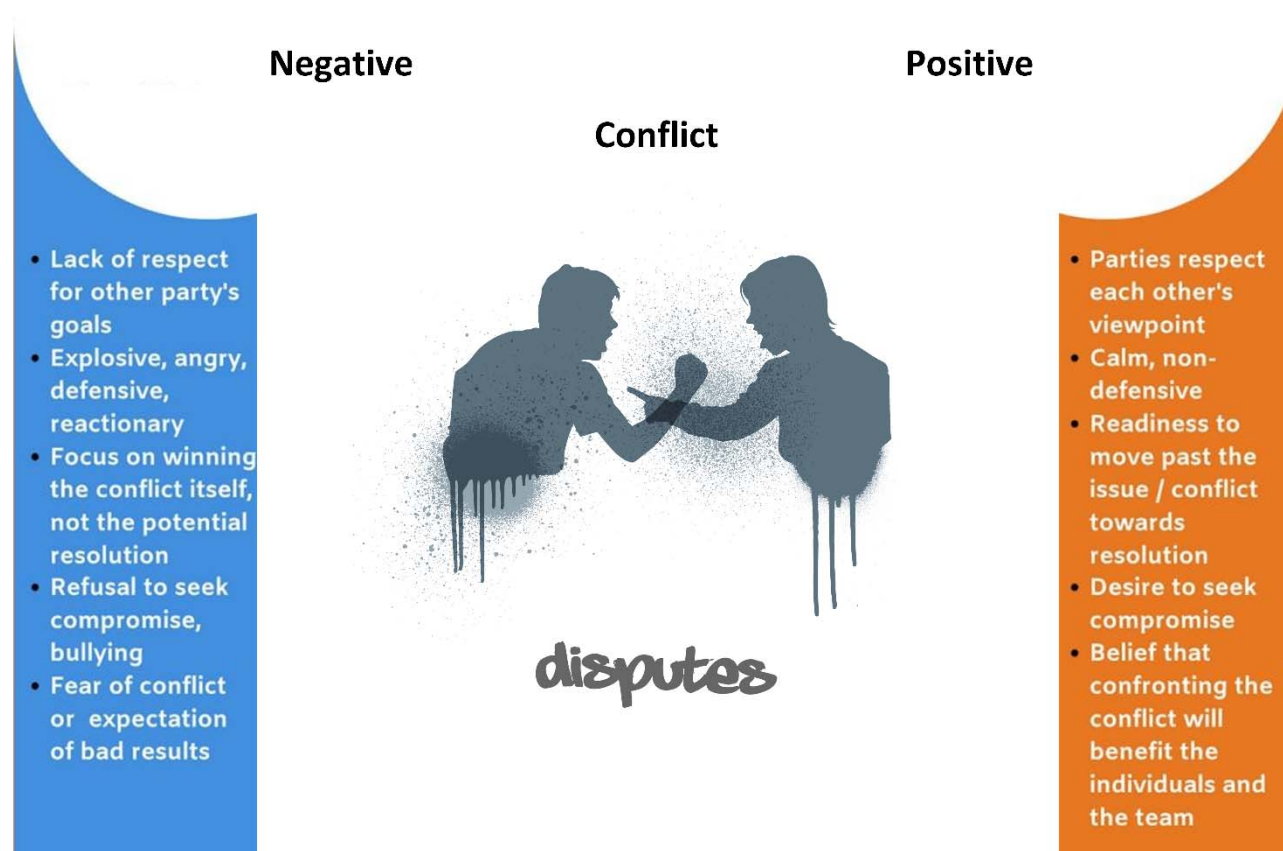 Negative
Positive
Conflict
• Lack of respect
for other party's
goals
• Explosive, angry,
defensive,
reactionary
• Focus on winning
the conflict itself,
not the potential
resolution
• Refusal to seek
compromise,
bullying
• Fear of conflict
or expectation
of bad results
disputes
• Parties respect
each other's
viewpoint
• Calm, non-
defensive
• Readiness to
move past the
issue / conflict
towards
resolution
• Desire to seek
compromise
• Belief that
confronting the
conflict will
benefit the
individuals and
the team